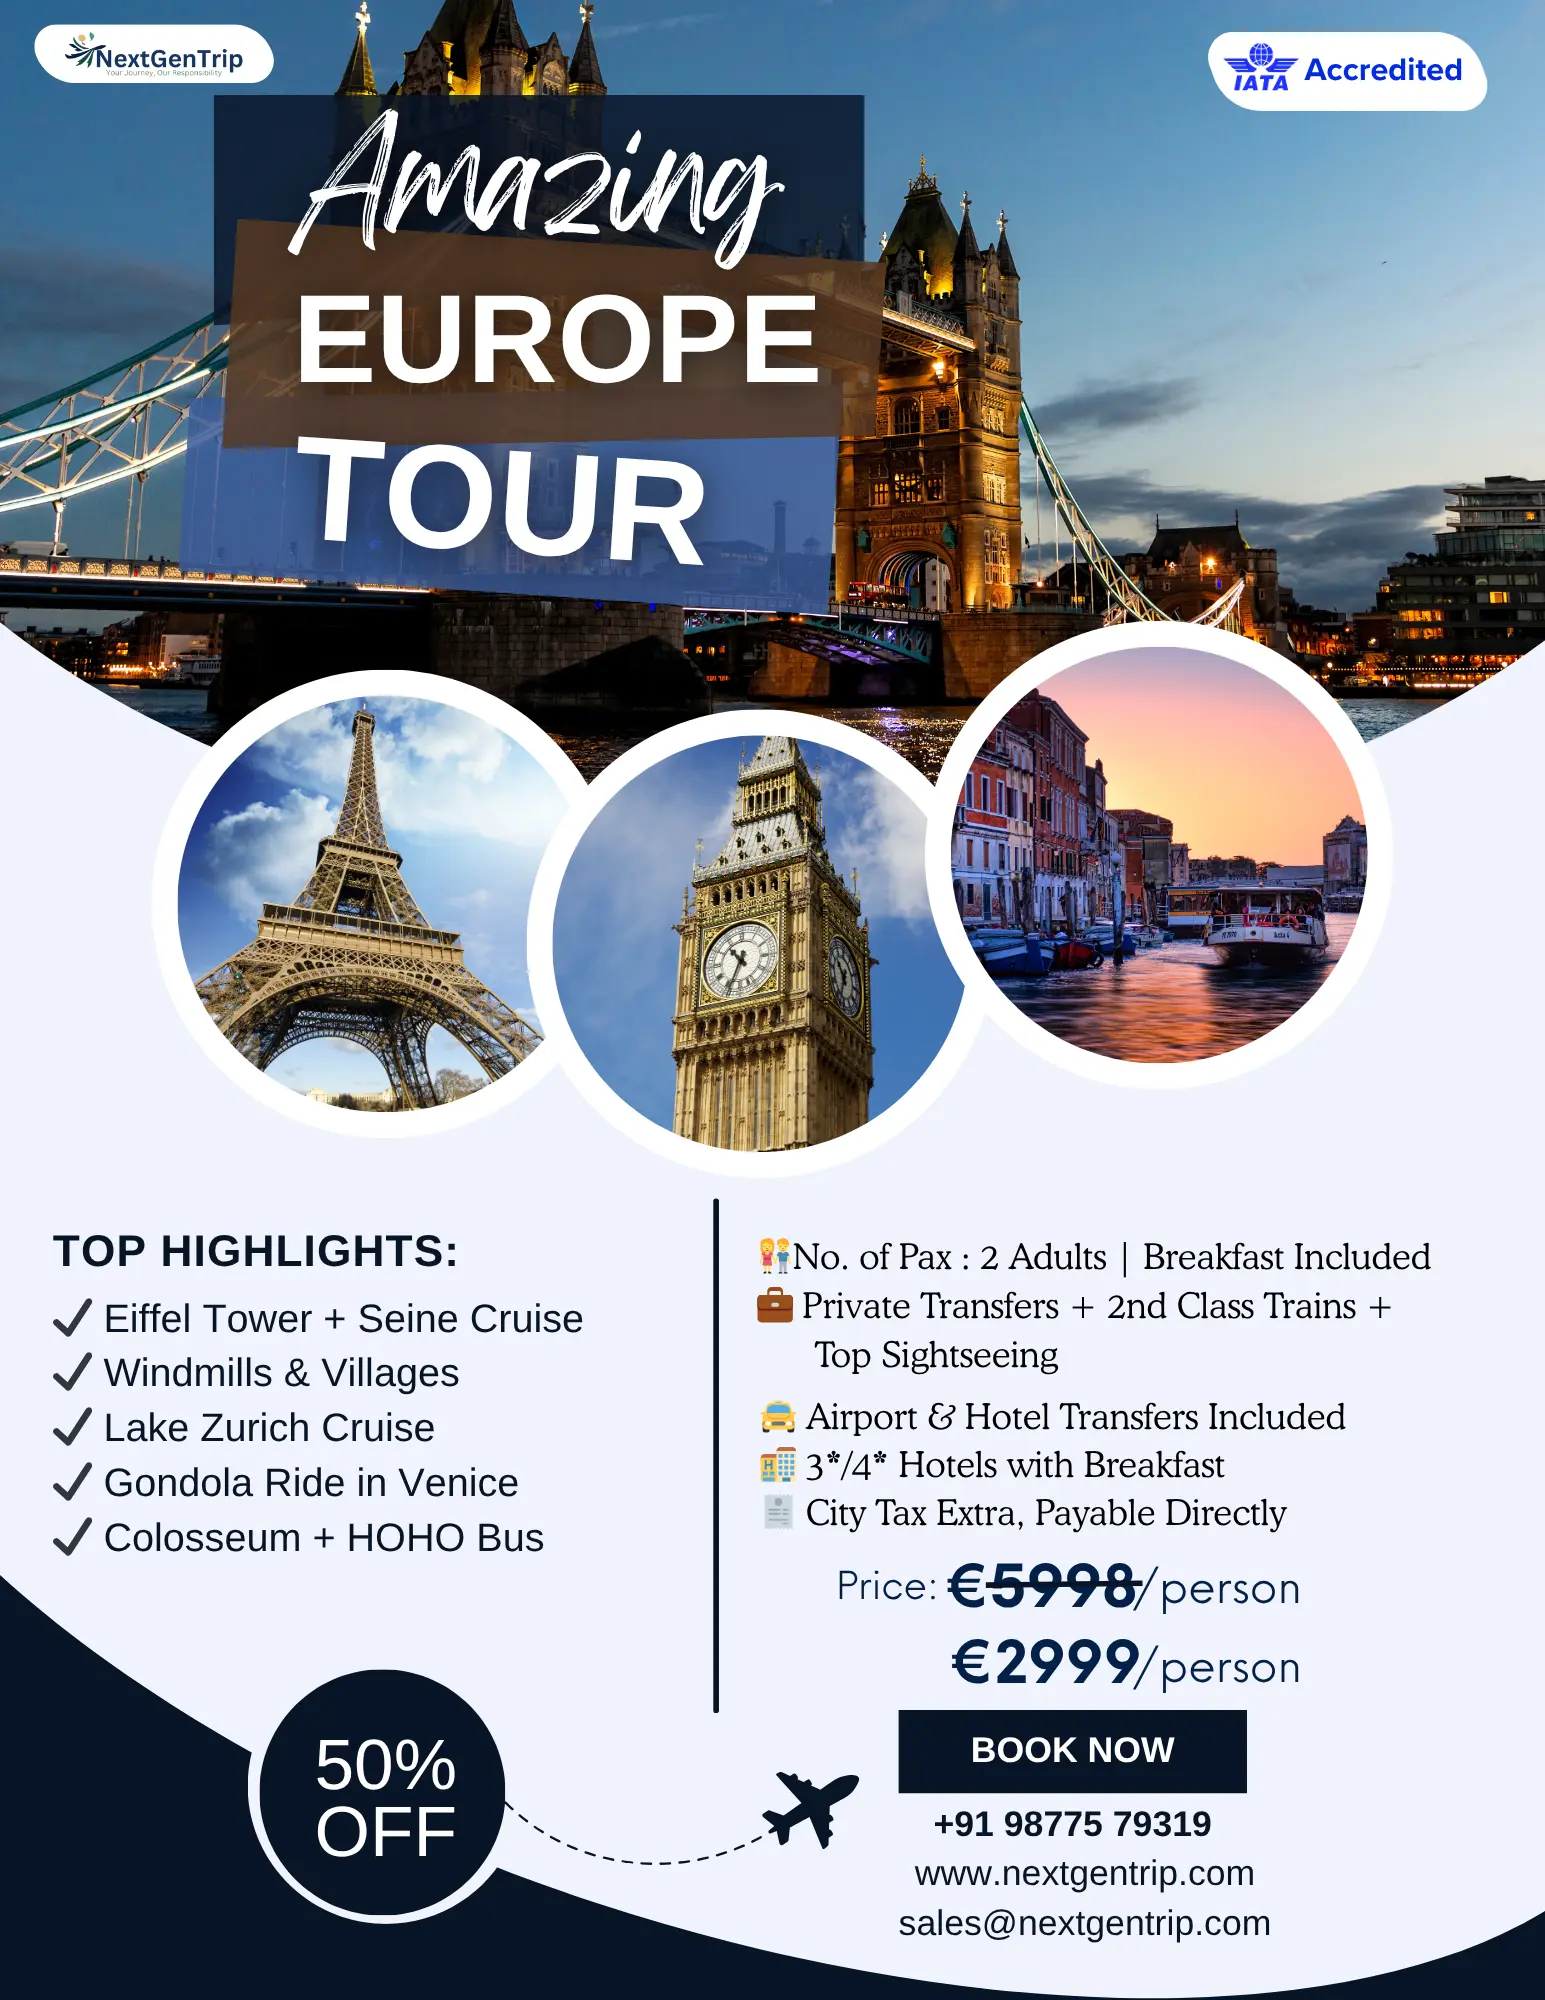 NextGenTrip
Your Journey, Our Responsibility
IATA Accredited
Amazing
EUROPE
TOUR
TOP HIGHLIGHTS:
Eiffel Tower + Seine Cruise
Windmills & Villages
Lake Zurich Cruise
Gondola Ride in Venice
Colosseum + HOHO Bus
No. of Pax : 2 Adults | Breakfast Included
Private Transfers + 2nd Class Trains +
Top Sightseeing
Airport & Hotel Transfers Included
3*/4* Hotels with Breakfast
City Tax Extra, Payable Directly
Price: €5998/person
€2999/person
50%
OFF
BOOK NOW
+91 98775 79319
www.nextgentrip.com
sales@nextgentrip.com